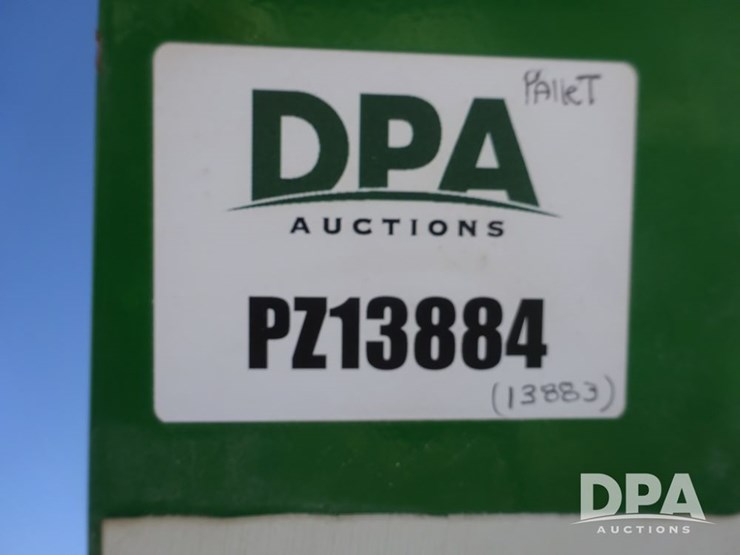 PAlleT
DPA
AUCTIONS
PZ13884
(13883)
DPA
AUCTIONS